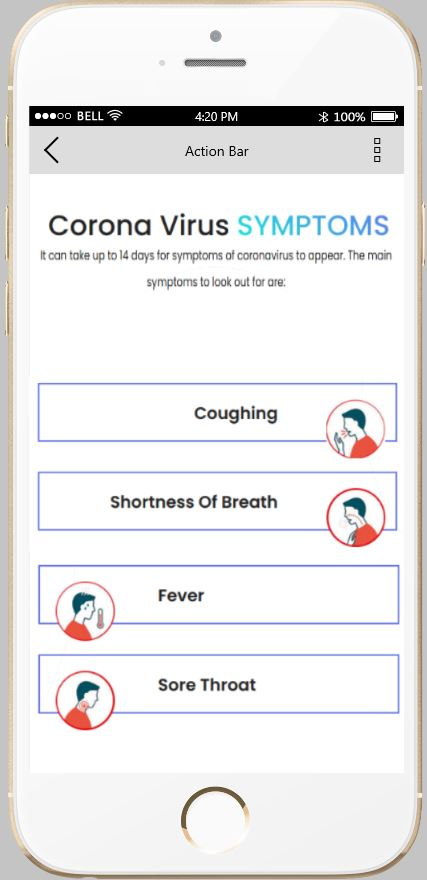 BELL 4:20 PM 100%
Action Bar
Corona Virus SYMPTOMS
It can take up to 14 days for symptoms of coronavirus to appear. The main
symptoms to look out for are:
Coughing
Shortness Of Breath
Fever
Sore Throat